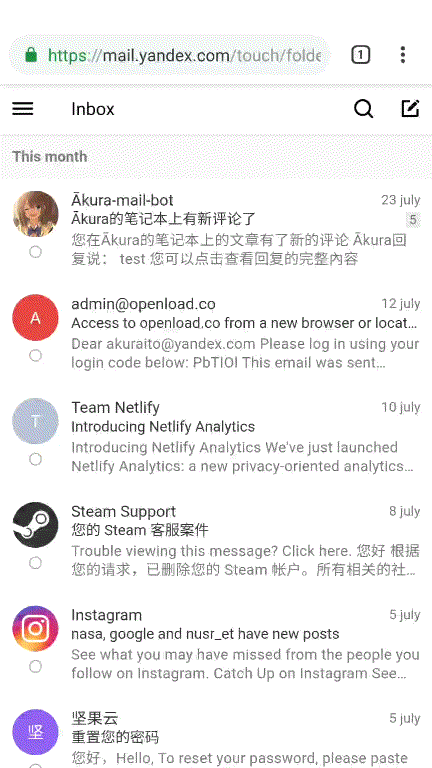 https://mail.yandex.com/touch/folde
1
Inbox
This month
Ākura-mail-bot 23 july
Ākura的笔记本上有新评论了 5
您在Ākura的笔记本上的文章有了新的评论 Ākura回
复说： test 您可以点击查看回复的完整内容
A admin@openload.co 12 july
Access to openload.co from a new browser or locat...
Dear akuraito@yandex.com Please log in using your
login code below: PbTIOI This email was sent...
T Team Netlify 10 july
Introducing Netlify Analytics
Introducing Netlify Analytics We've just launched
Netlify Analytics: a new privacy-oriented analytics...
Steam Support 8 july
您的 Steam 客服案件
Trouble viewing this message? Click here. 您好 根据
您的请求，已删除您的 Steam 帐户。所有相关的社...
Instagram 5 july
nasa, google and nusr_et have new posts
See what you may have missed from the people you
follow on Instagram. Catch Up on Instagram See...
坚 坚果云 5 july
重置您的密码
您好，Hello, To reset your password, please paste